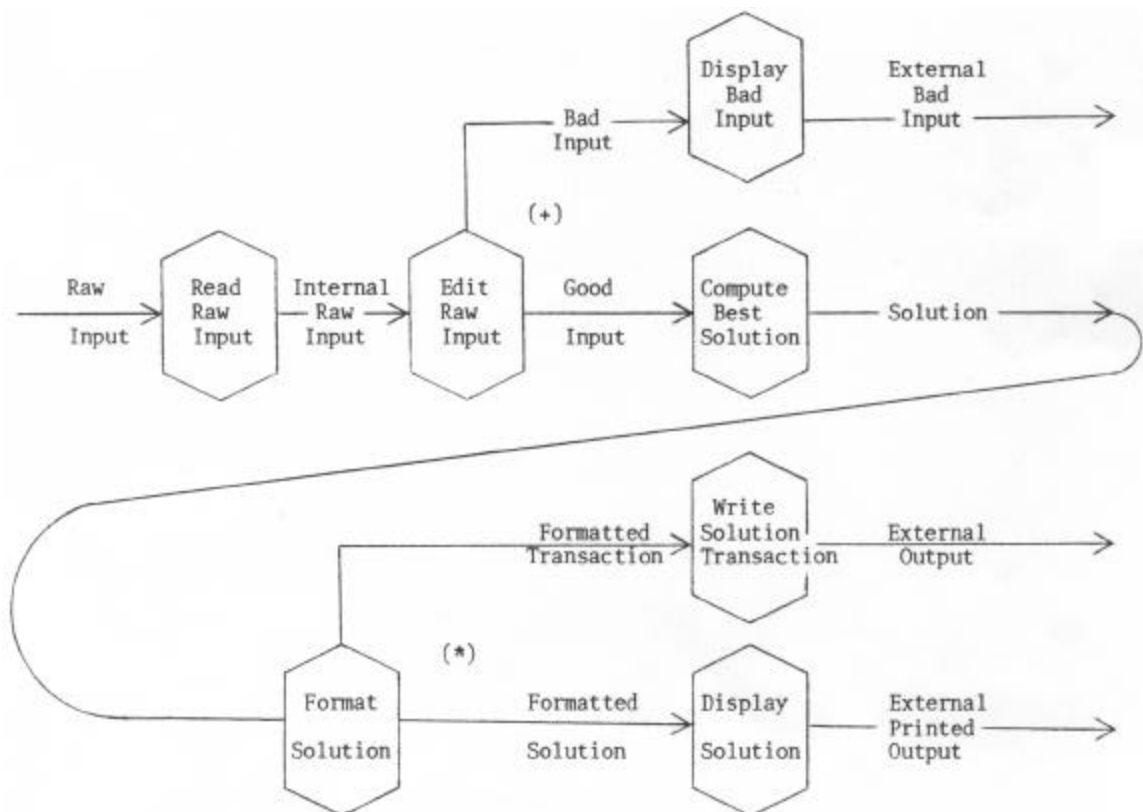 Display
Bad
Input
External
Bad
Input
Bad
Input
(+)
Raw
Input
Read
Raw
Input
Internal
Raw
Input
Edit
Raw
Input
Good
Input
Compute
Best
Solution
Solution
Write
Solution
Transaction
Formatted
Transaction
External
Output
(*)
Format
Solution
Formatted
Solution
Display
Solution
External
Printed
Output